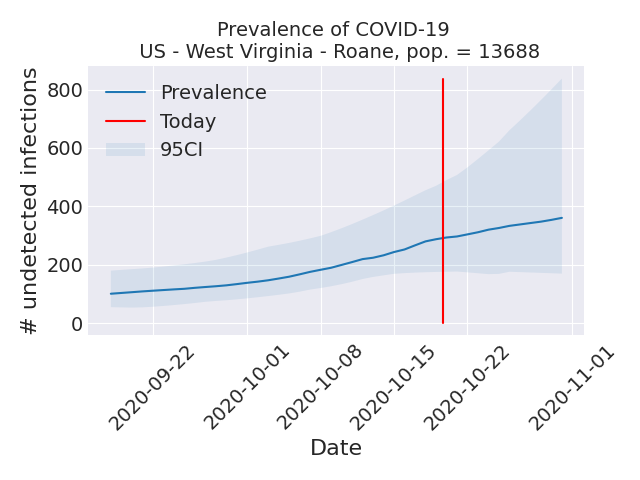 Prevalence of COVID-19
US - West Virginia - Roane, pop. = 13688
# undetected infections
800
600
400
200
0
Prevalence
Today
95CI
2020-09-22
2020-10-01
2020-10-08
2020-10-15
2020-10-22
2020-11-01
Date